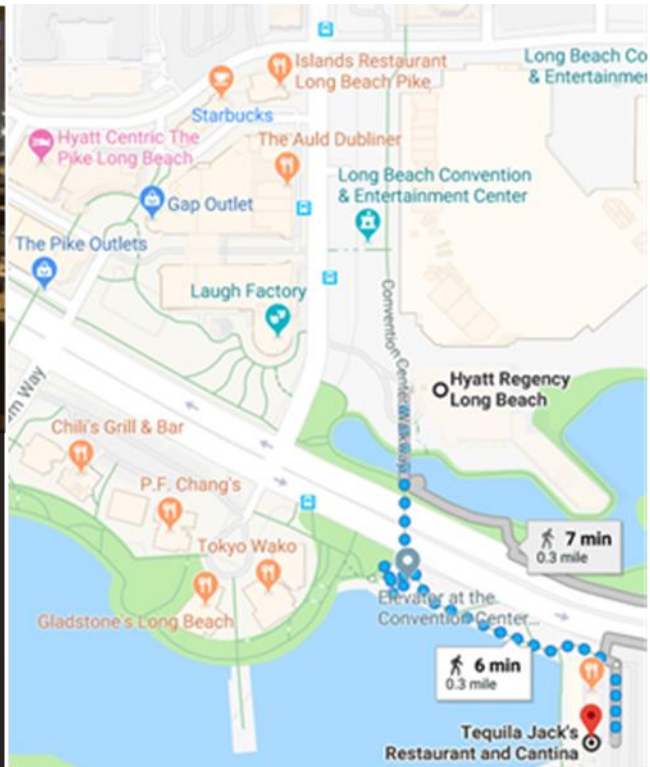 Long Beach Co
& Entertainmen
Islands Restaurant
Long Beach Pike
Starbucks
Hyatt Centric The
Pike Long Beach
The Auld Dubliner
Long Beach Convention
& Entertainment Center
Gap Outlet
The Pike Outlets
Laugh Factory
Convention Center Walkway
Hyatt Regency
Long Beach
m Way
Chili's Grill & Bar
P.F. Chang's
7 min
0.3 mile
Tokyo Wako
Elevator at the
Convention Center...
Gladstone's Long Beach
6 min
0.3 mile
Tequila Jack's
Restaurant and Cantina